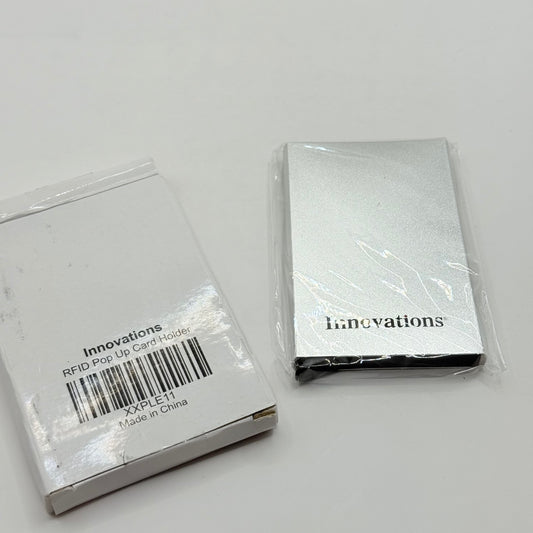 Innovations
RFID Pop Up Card Holder
XXPLE11
Made in China
Innovations